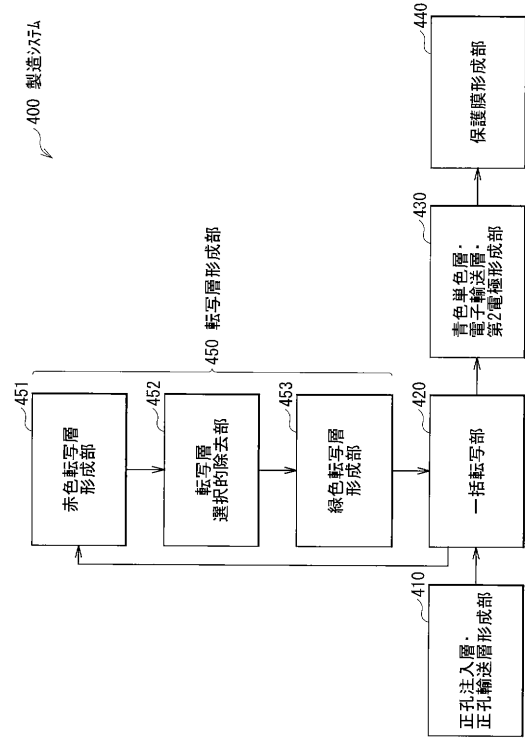 400 製造システム
451
赤色転写層
形成部
452
転写層
選択的除去部
453
緑色転写層
形成部
450 転写層形成部
410
正孔注入層・
正孔輸送層形成部
420
一括転写部
430
青色単色層・
電子輸送層・
第2電極形成部
440
保護膜形成部